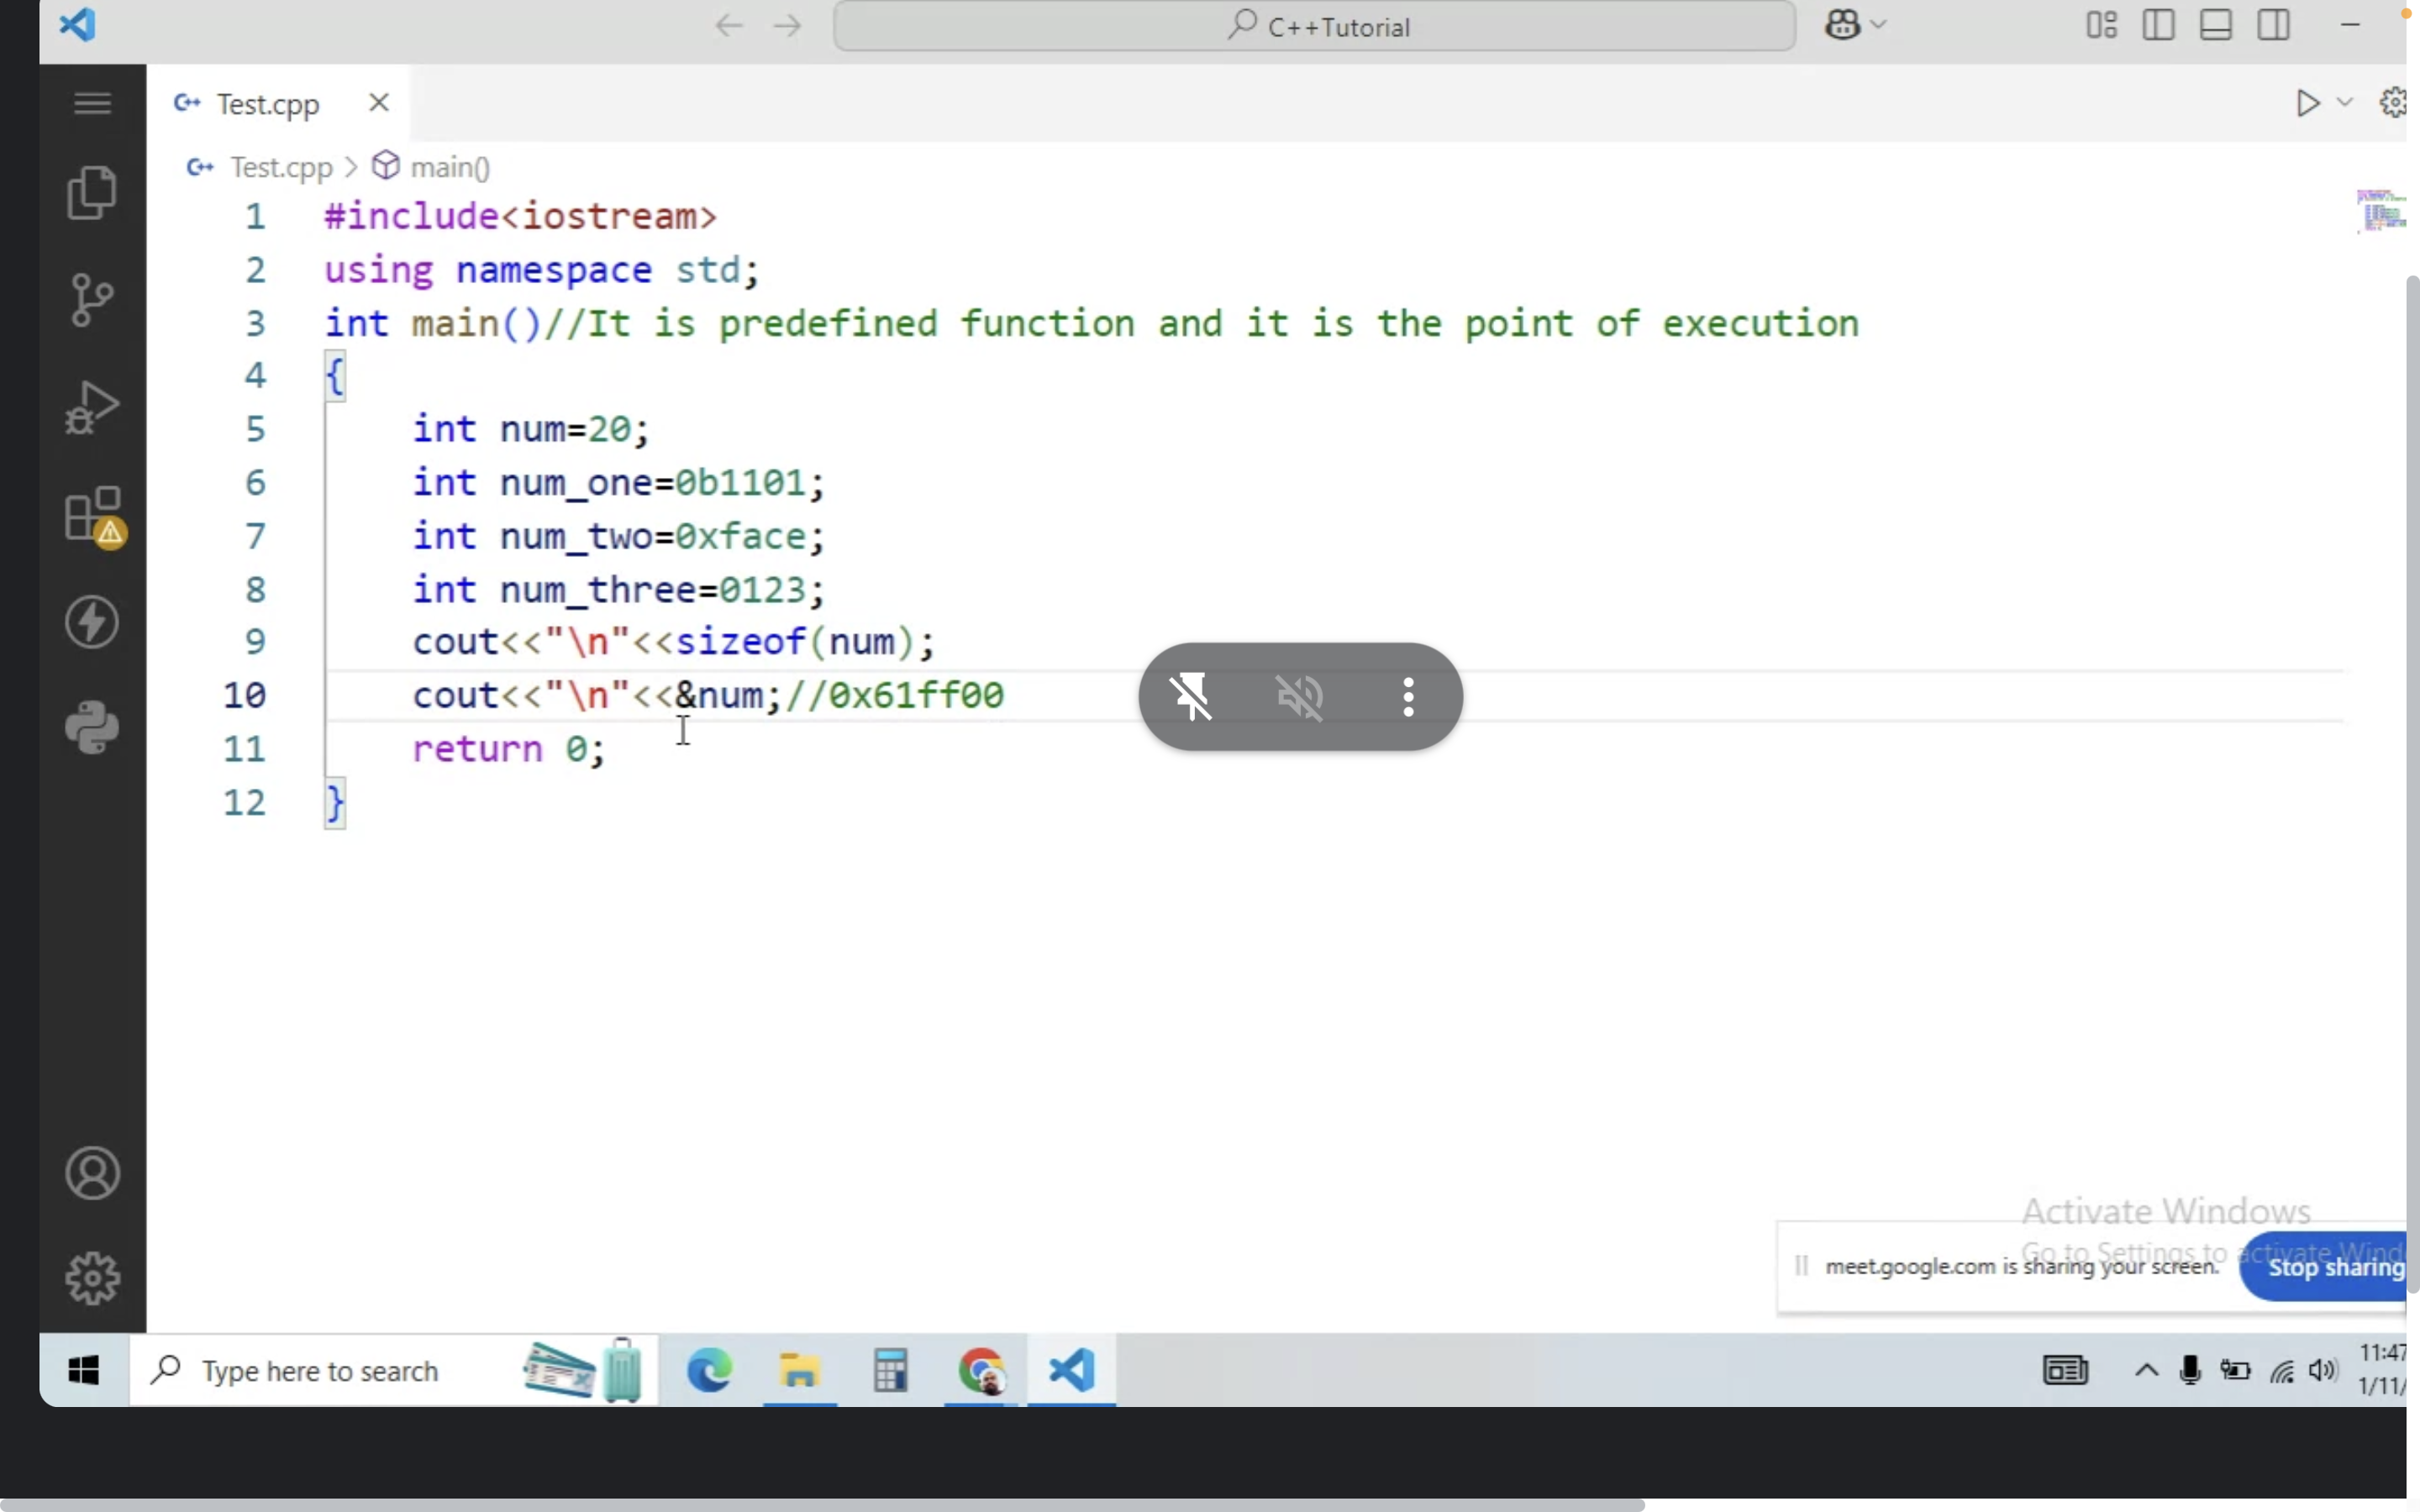 C++Tutorial
Test.cpp
Test.cpp > main()
1 #include<iostream>
2 using namespace std;
3 int main()//It is predefined function and it is the point of execution
4 {
5 int num=20;
6 int num_one=0b1101;
7 int num_two=0xface;
8 int num_three=0123;
9 cout<<"\n"<<sizeof(num);
10 cout<<"\n"<<&num;//0x61ff00
11 return 0;
12 }
Activate Windows
Go to Settings to activate Wind
meet.google.com is sharing your screen.
Stop sharing
Type here to search
11:47
1/11/